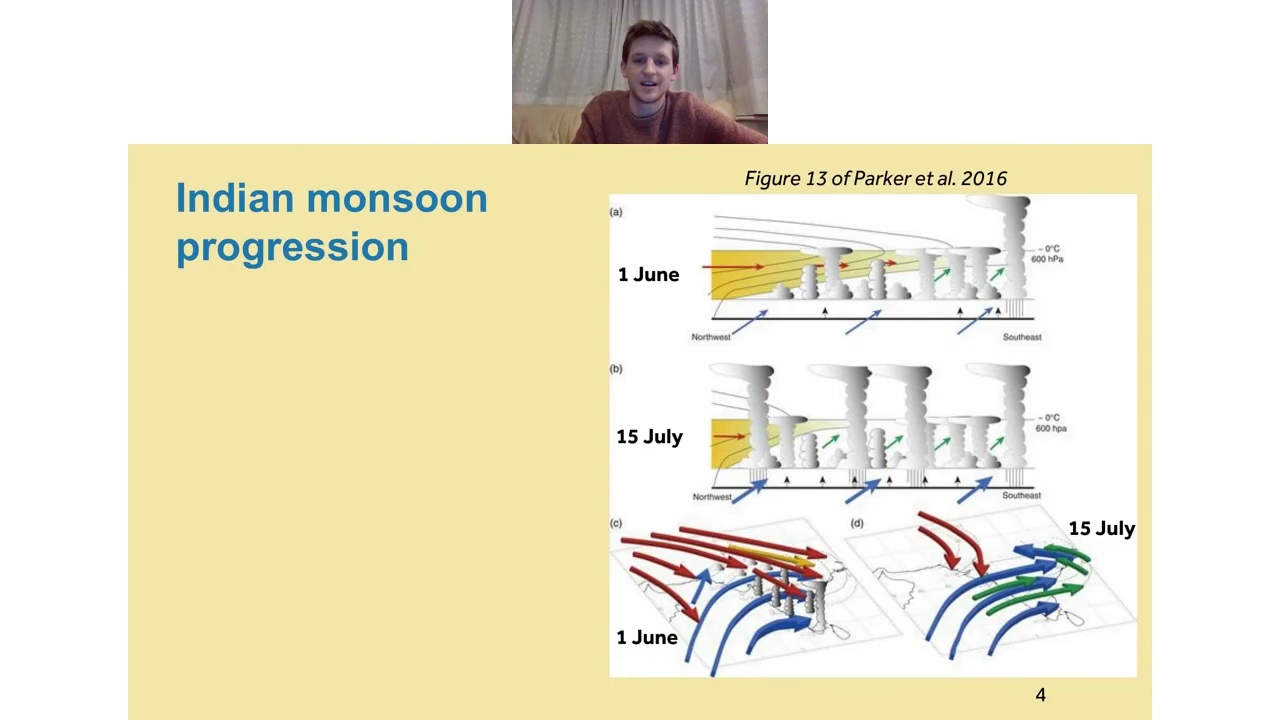 Indian monsoon
progression
Figure 13 of Parker et al. 2016
(a)
1 June
~ 0°C
600 hPa
Northwest
Southeast
(b)
15 July
~ 0°C
600 hpa
Northwest
Southeast
(c)
(d)
15 July
1 June
4